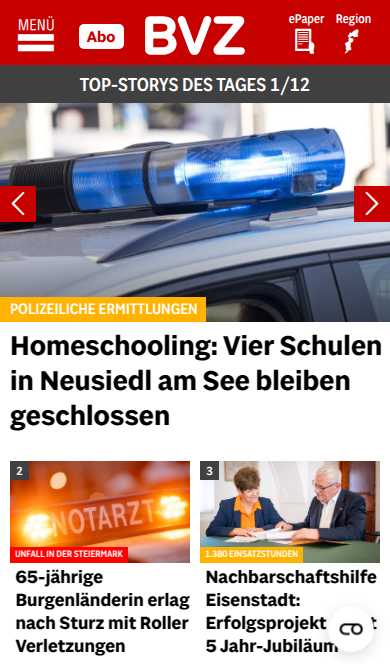 MENÜ
Abo
BVZ
ePaper
Region
TOP-STORYS DES TAGES 1/12
POLIZEILICHE ERMITTLUNGEN
Homeschooling: Vier Schulen
in Neusiedl am See bleiben
geschlossen
2
NOTARZT
UNFALL IN DER STEIERMARK
65-jährige
Burgenländerin erlag
nach Sturz mit Roller
Verletzungen
3
1.380 EINSATZSTUNDEN
Nachbarschaftshilfe
Eisenstadt:
Erfolgsprojekt
5 Jahr-Jubiläum